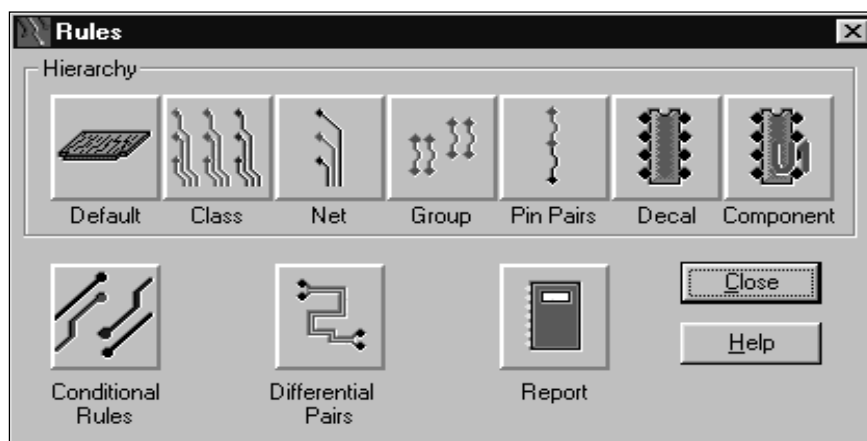 Rules
Hierarchy
Default Class Net Group Pin Pairs Decal Component
Close
Help
Conditional
Rules
Differential
Pairs
Report